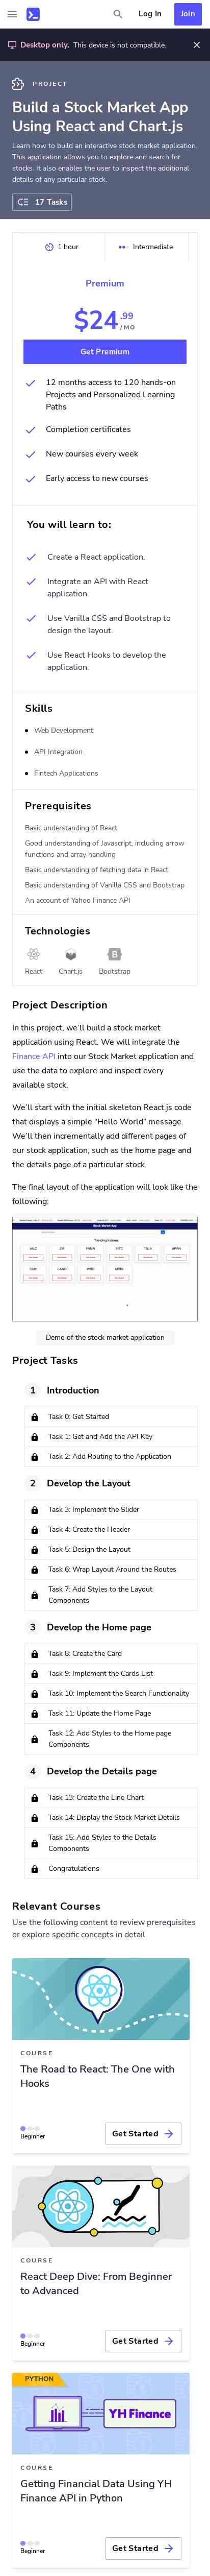 Log In
Join
Desktop only. This device is not compatible.
PROJECT
Build a Stock Market App
Using React and Chart.js
Learn how to build an interactive stock market application.
This application allows you to explore and search for
stocks. It also enables the user to inspect the additional
details of any particular stock.
17 Tasks
1 hour
Intermediate
Premium
$24.99
/MO
Get Premium
12 months access to 120 hands-on
Projects and Personalized Learning
Paths
Completion certificates
New courses every week
Early access to new courses
You will learn to:
Create a React application.
Integrate an API with React
application.
Use Vanilla CSS and Bootstrap to
design the layout.
Use React Hooks to develop the
application.
Skills
Web Development
API Integration
Fintech Applications
Prerequisites
Basic understanding of React
Good understanding of Javascript, including arrow
functions and array handling
Basic understanding of fetching data in React
Basic understanding of Vanilla CSS and Bootstrap
An account of Yahoo Finance API
Technologies
React
Chart.js
Bootstrap
Project Description
In this project, we’ll build a stock market
application using React. We will integrate the
Finance API into our Stock Market application and
use the data to explore and inspect every
available stock.
We’ll start with the initial skeleton React.js code
that displays a simple “Hello World” message.
We’ll then incrementally add different pages of
our stock application, such as the home page and
the details page of a particular stock.
The final layout of the application will look like the
following:
Stock Market App
Trending Indexes
Demo of the stock market application
Project Tasks
1
Introduction
Task 0: Get Started
Task 1: Get and Add the API Key
Task 2: Add Routing to the Application
2
Develop the Layout
Task 3: Implement the Slider
Task 4: Create the Header
Task 5: Design the Layout
Task 6: Wrap Layout Around the Routes
Task 7: Add Styles to the Layout
Components
3
Develop the Home page
Task 8: Create the Card
Task 9: Implement the Cards List
Task 10: Implement the Search Functionality
Task 11: Update the Home Page
Task 12: Add Styles to the Home page
Components
4
Develop the Details page
Task 13: Create the Line Chart
Task 14: Display the Stock Market Details
Task 15: Add Styles to the Details
Components
Congratulations
Relevant Courses
Use the following content to review prerequisites
or explore specific concepts in detail.
COURSE
The Road to React: The One with
Hooks
Beginner
Get Started
COURSE
React Deep Dive: From Beginner
to Advanced
Beginner
Get Started
PYTHON
YH Finance
COURSE
Getting Financial Data Using YH
Finance API in Python
Beginner
Get Started